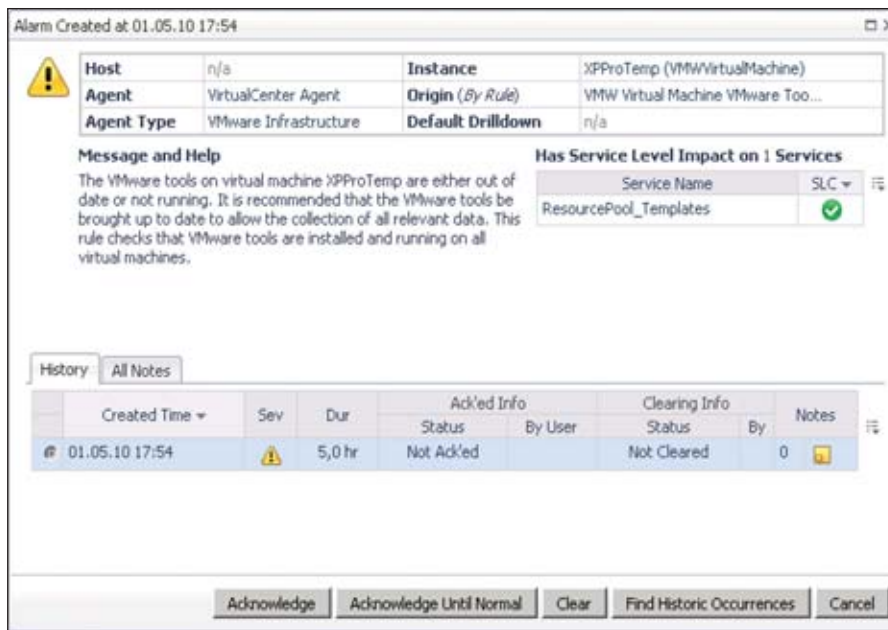 Alarm Created at 01.05.10 17:54
Host n/a Instance XPProTemp (VMWVirtualMachine)
Agent VirtualCenter Agent Origin (By Rule) VMW Virtual Machine VMware Too...
Agent Type VMware Infrastructure Default Drilldown n/a
Message and Help
The VMware tools on virtual machine XPProTemp are either out of
date or not running. It is recommended that the VMware tools be
brought up to date to allow the collection of all relevant data. This
rule checks that VMware tools are installed and running on all
virtual machines.
Has Service Level Impact on 1 Services
Service Name SLC
ResourcePool_Templates
History All Notes
Created Time Sev Dur Ack'ed Info Clearing Info Notes
Status By User Status By
01.05.10 17:54 5,0 hr Not Ack'ed Not Cleared 0
Acknowledge Acknowledge Until Normal Clear Find Historic Occurrences Cancel